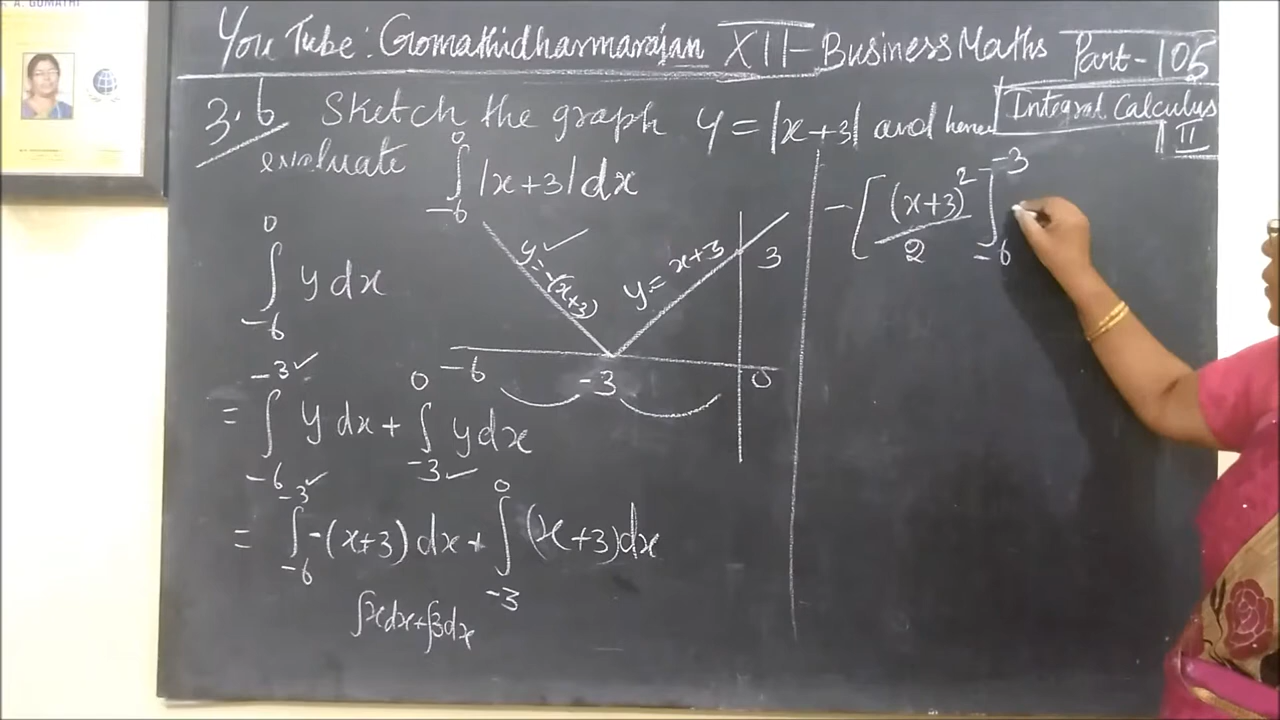 A. GOMATHI
YouTube: Gomathidharmarajan XII - Business Maths Part - 105
Integral Calculus II
3.6 Sketch the graph y = |x+3| and hence
evaluate ∫_{-6}^{0} |x+3| dx
∫_{-6}^{0} y dx
= ∫_{-6}^{-3} y dx + ∫_{-3}^{0} y dx
= ∫_{-6}^{-3} -(x+3) dx + ∫_{-3}^{0} (x+3) dx
∫x dx + ∫3 dx
y = -(x+3)
y = x+3
3
-6 -3 0
-[(x+3)²/2]_{-6}^{-3}